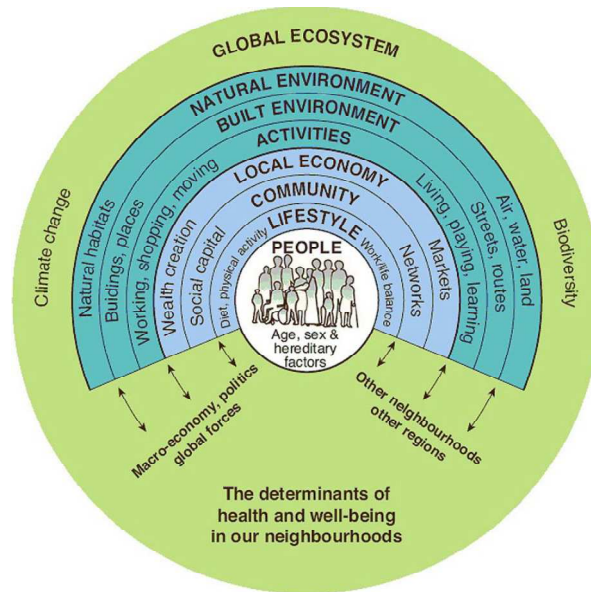 GLOBAL ECOSYSTEM
NATURAL ENVIRONMENT
BUILT ENVIRONMENT
ACTIVITIES
LOCAL ECONOMY
COMMUNITY
LIFESTYLE
PEOPLE
Age, sex &
hereditary
factors
Climate change
Natural habitats
Buicings, places
Working, shopping, moving
Wealth creation
Social capital
Diet, physical activity
Work/life balance
Networks
Markets
Living, playing, learning
Streets, routes
Air, water, land
Biodiversity
Macro-economy, politics
global forces
Other neighbourhoods
other regions
The determinants of
health and well-being
in our neighbourhoods